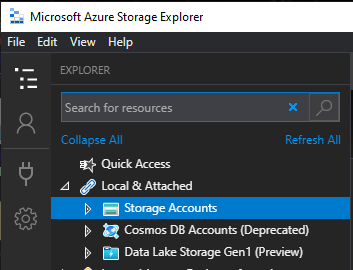 Microsoft Azure Storage Explorer
File Edit View Help
EXPLORER
Search for resources
Collapse All Refresh All
Quick Access
Local & Attached
Storage Accounts
Cosmos DB Accounts (Deprecated)
Data Lake Storage Gen1 (Preview)